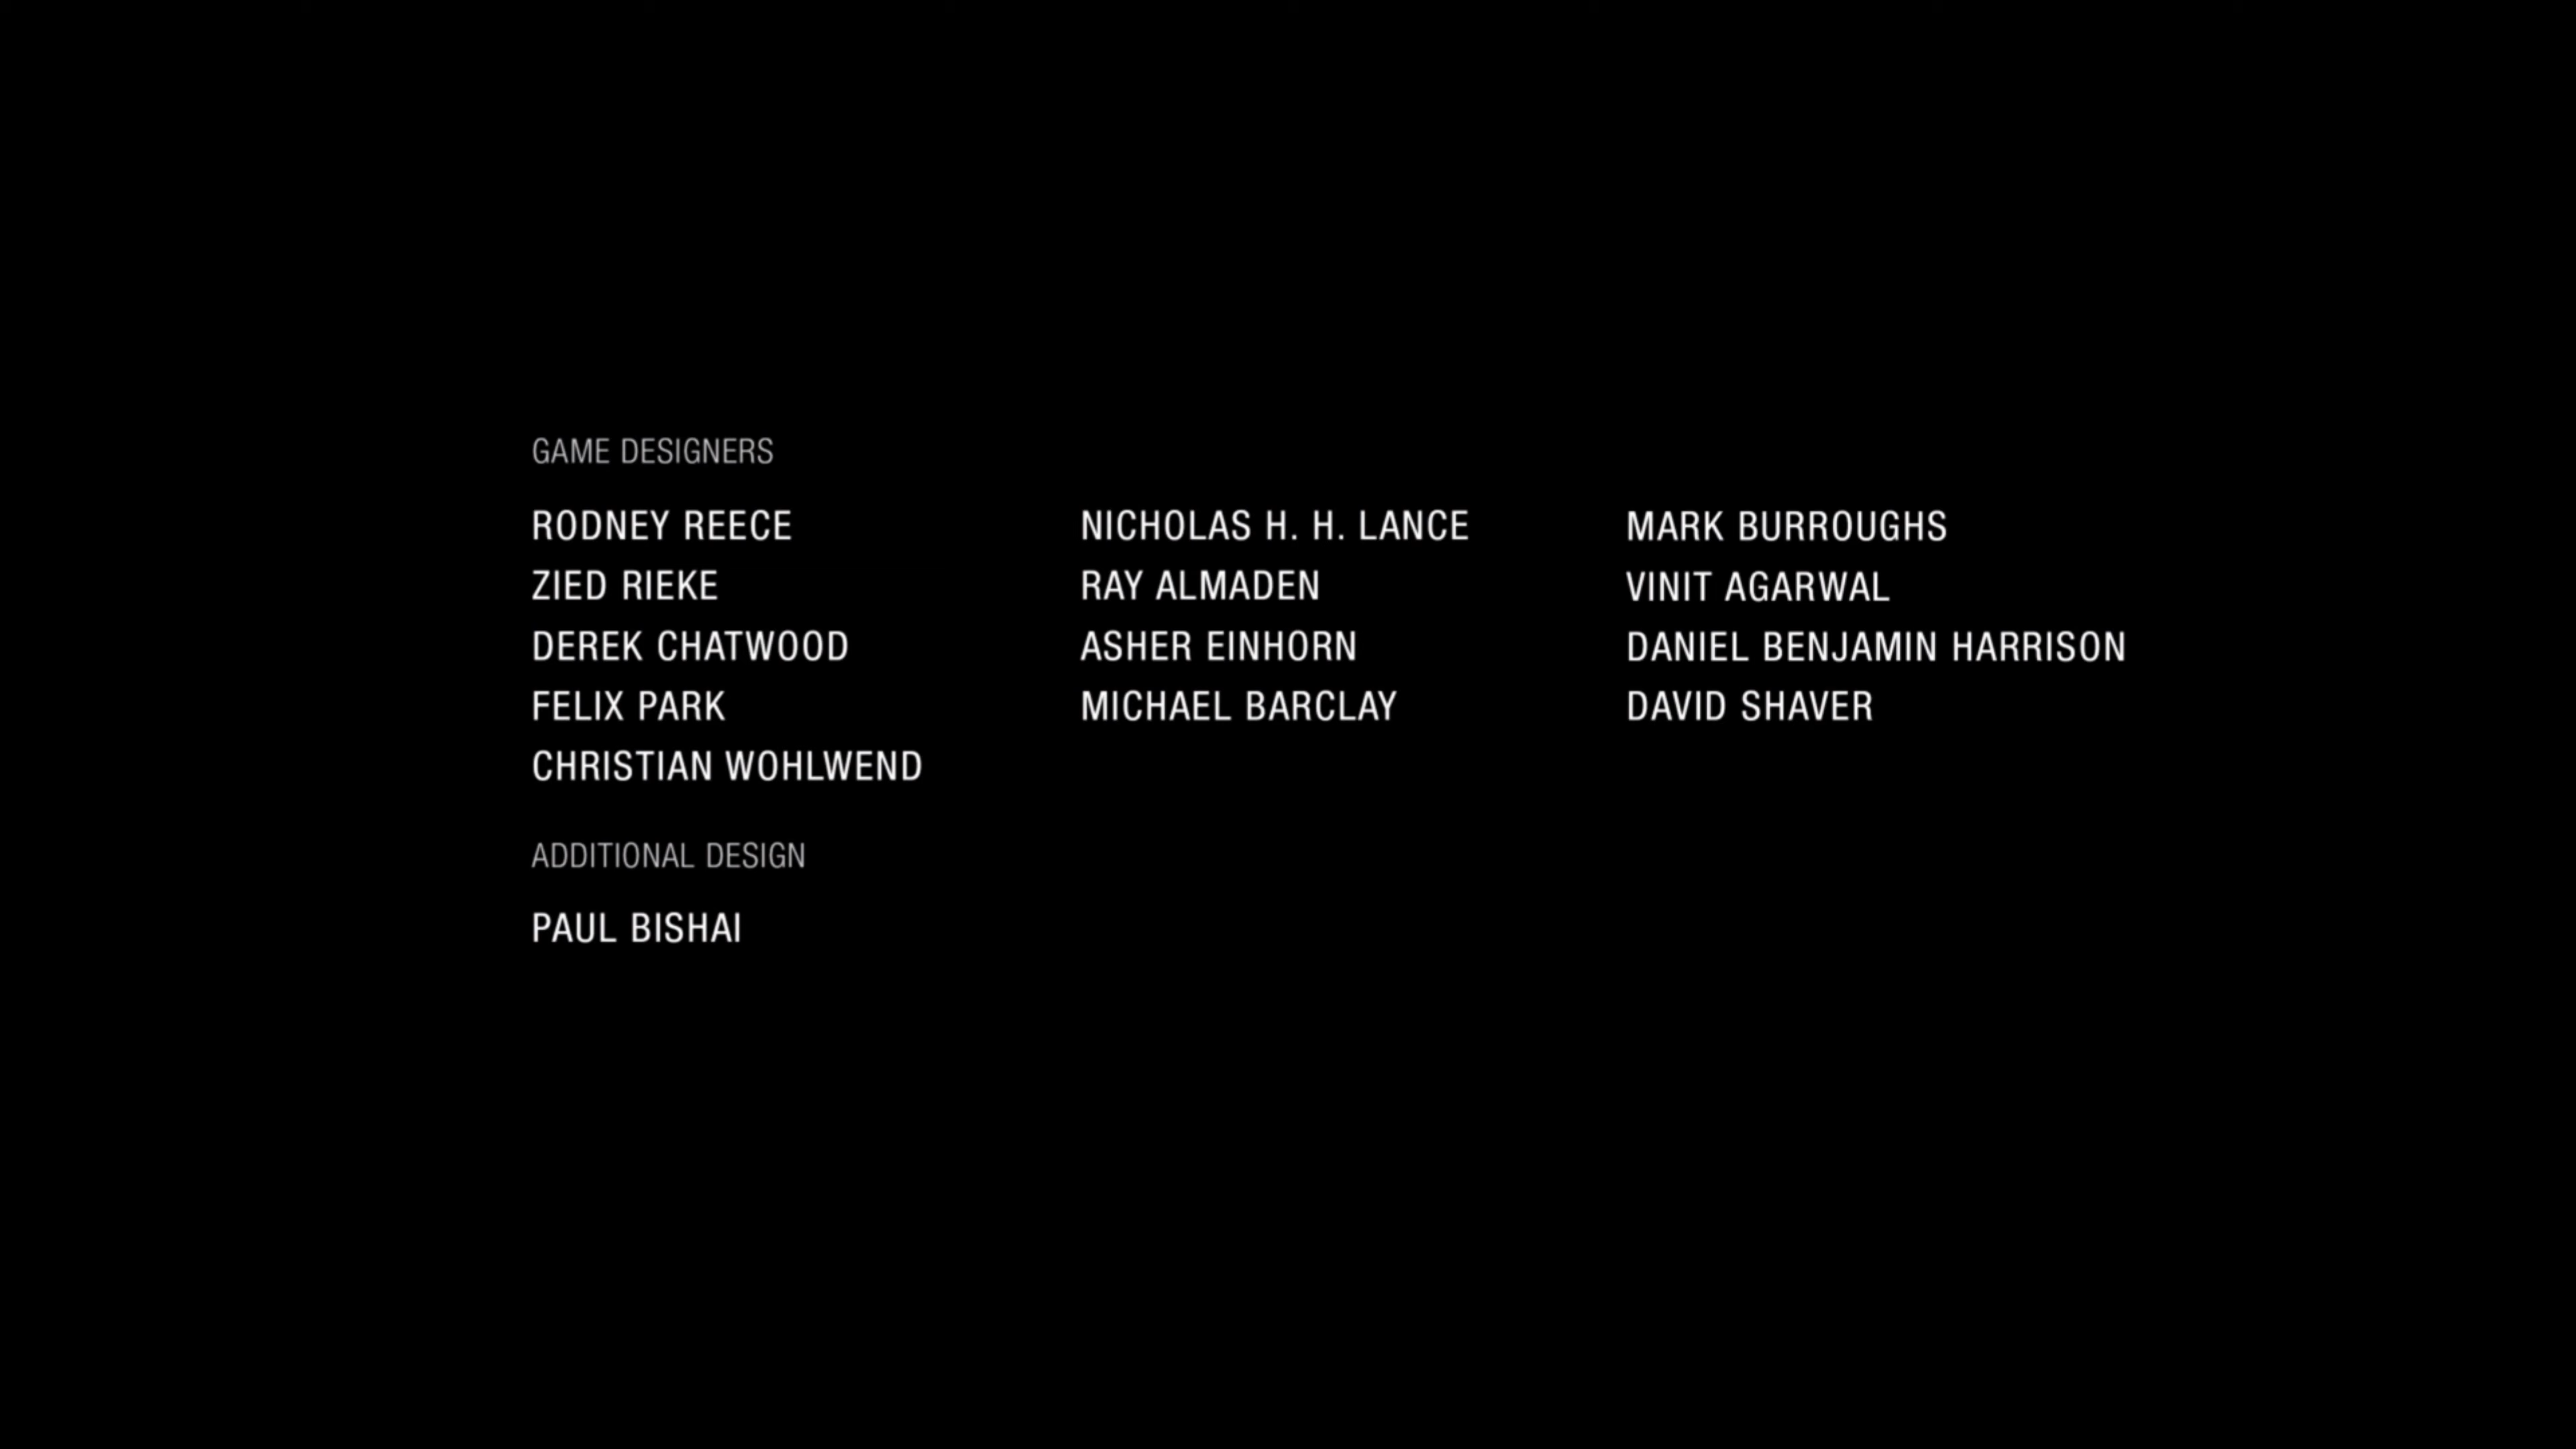 GAME DESIGNERS
RODNEY REECE
ZIED RIEKE
DEREK CHATWOOD
FELIX PARK
CHRISTIAN WOHLWEND
NICHOLAS H. H. LANCE
RAY ALMADEN
ASHER EINHORN
MICHAEL BARCLAY
MARK BURROUGHS
VINIT AGARWAL
DANIEL BENJAMIN HARRISON
DAVID SHAVER
ADDITIONAL DESIGN
PAUL BISHAI